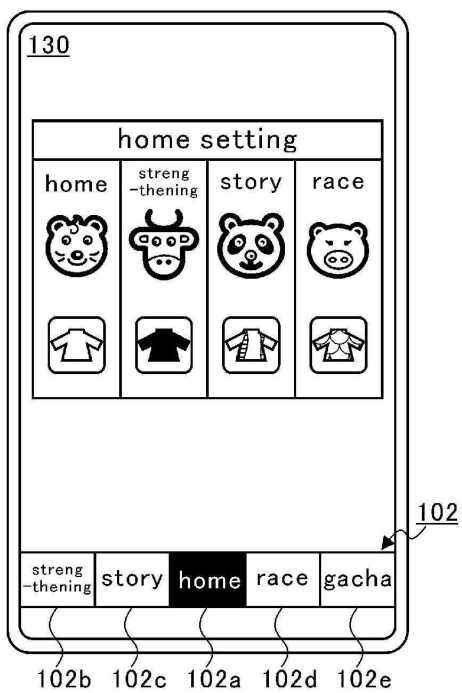 130
home setting
home
streng
-thening
story
race
102
streng
-thening
story
home
race
gacha
102b
102c
102a
102d
102e